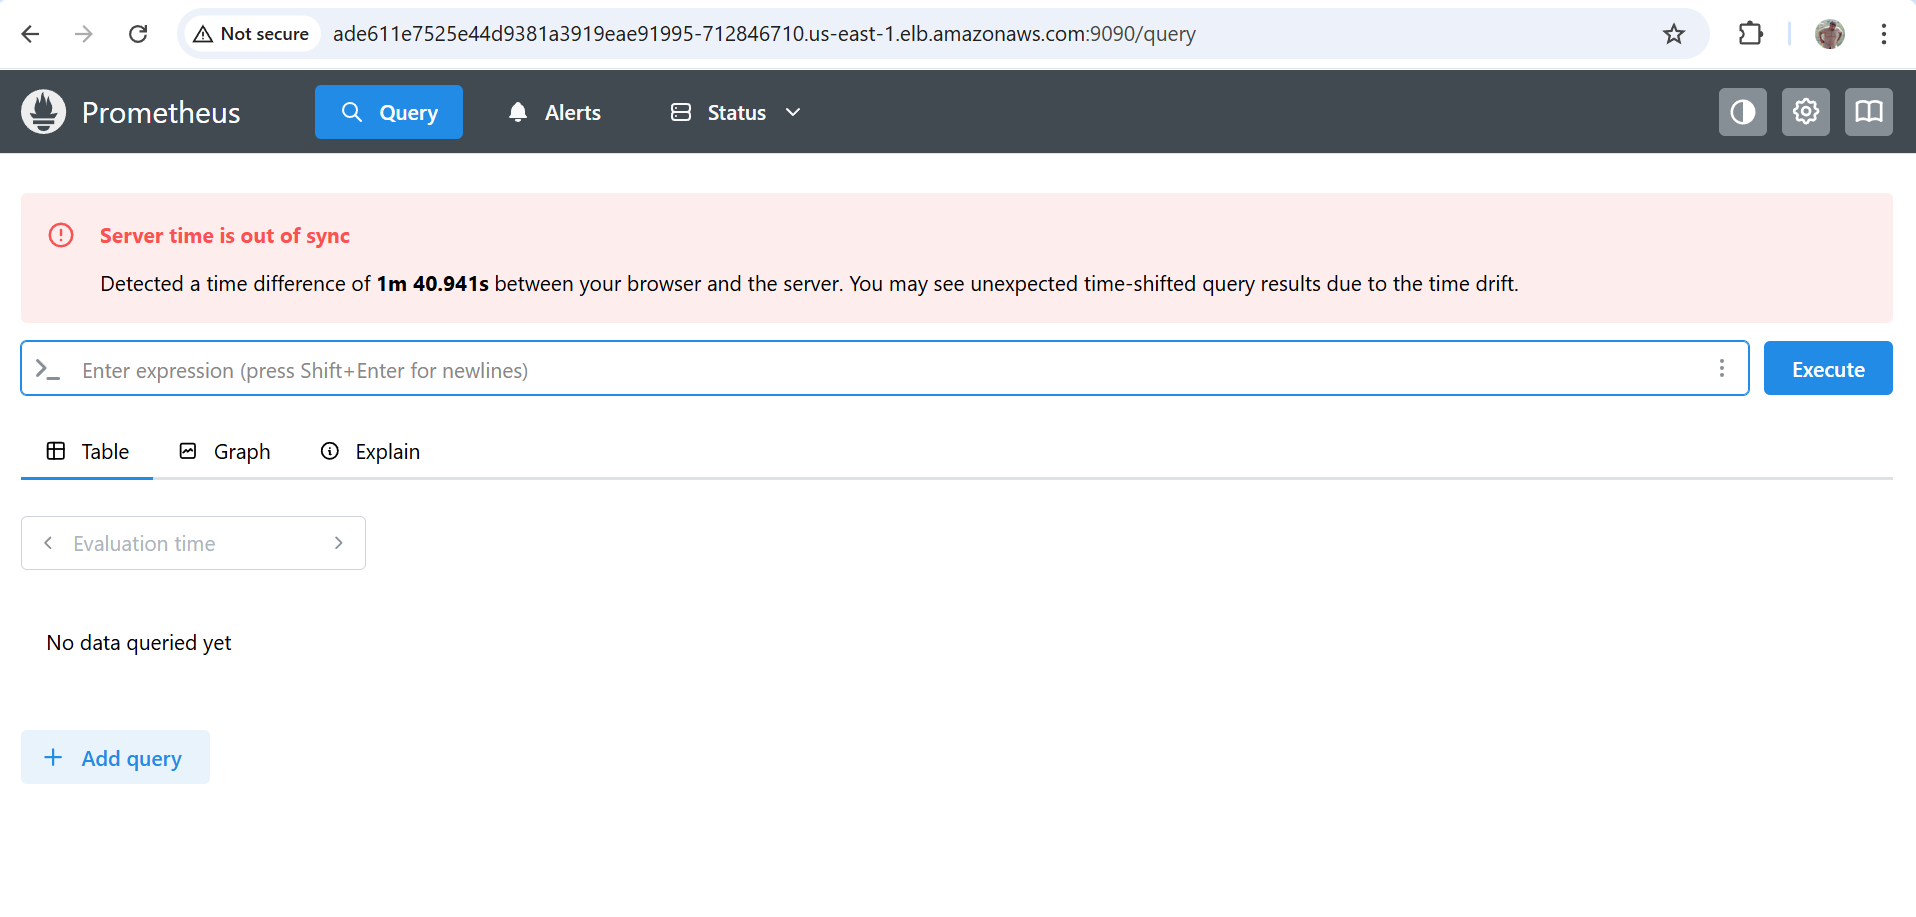 Not secure ade611e7525e44d9381a3919eae91995-712846710.us-east-1.elb.amazonaws.com:9090/query
Prometheus Query Alerts Status
Server time is out of sync
Detected a time difference of 1m 40.941s between your browser and the server. You may see unexpected time-shifted query results due to the time drift.
Enter expression (press Shift+Enter for newlines) Execute
Table Graph Explain
Evaluation time
No data queried yet
Add query